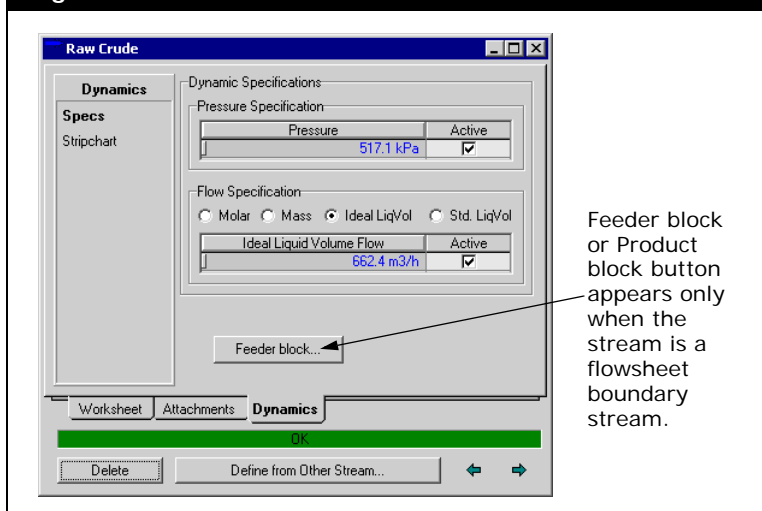 Raw Crude
Dynamics
Specs
Stripchart
Dynamic Specifications
Pressure Specification
Pressure Active
517.1 kPa
Flow Specification
Molar Mass Ideal LiqVol Std. LiqVol
Ideal Liquid Volume Flow Active
662.4 m3/h
Feeder block...
Worksheet Attachments Dynamics
OK
Delete Define from Other Stream...
Feeder block
or Product
block button
appears only
when the
stream is a
flowsheet
boundary
stream.